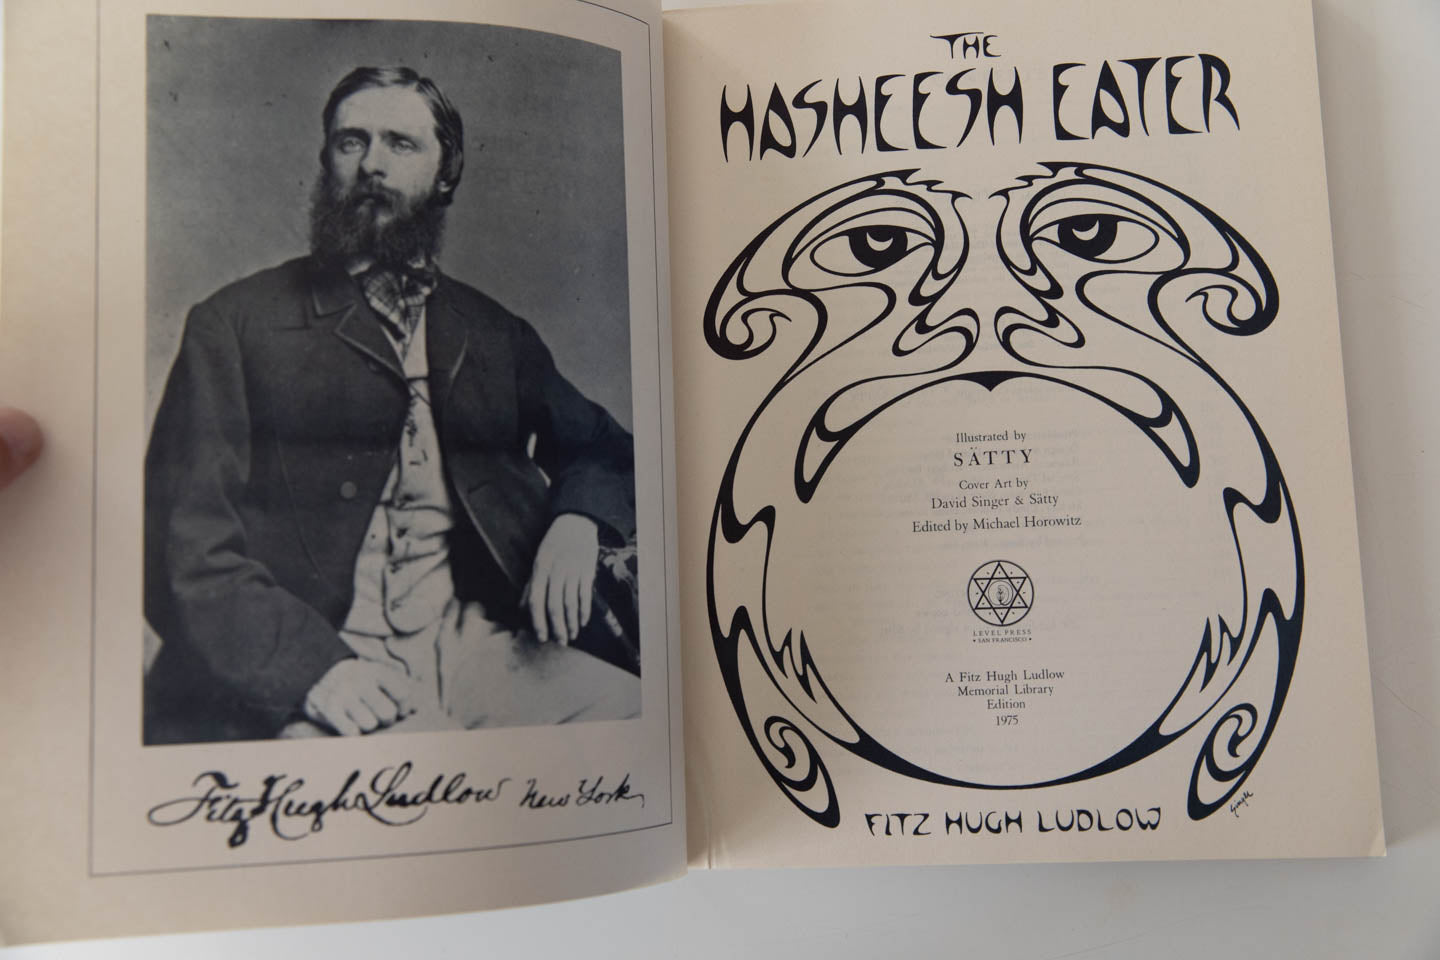 Fitz Hugh Ludlow New York
THE
HASHEESH EATER
Illustrated by
SÄTTY
Cover Art by
David Singer & Sätty
Edited by Michael Horowitz
LEVEL PRESS
• SAN FRANCISCO •
A Fitz Hugh Ludlow
Memorial Library
Edition
1975
Singer
FITZ HUGH LUDLOW